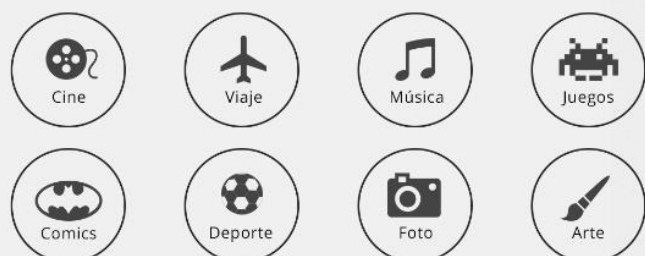 Cine
Viaje
Música
Juegos
Comics
Deporte
Foto
Arte